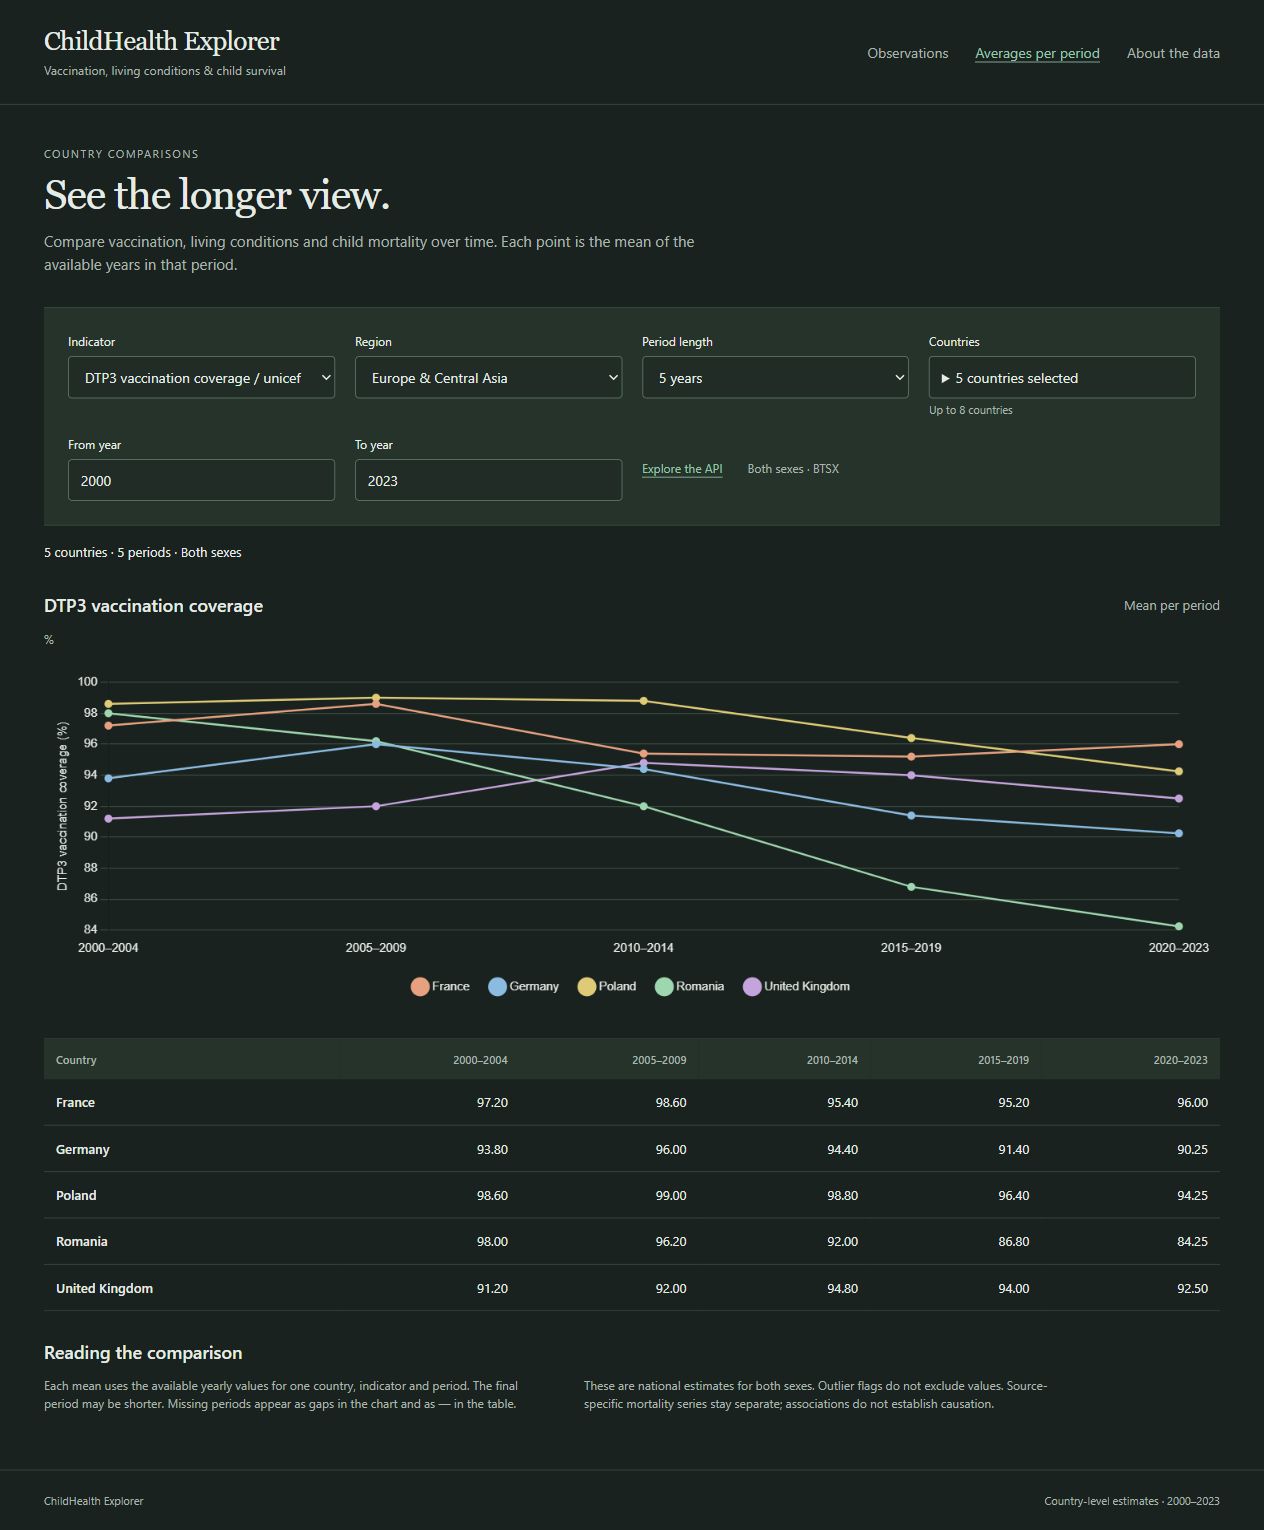 ChildHealth Explorer
Vaccination, living conditions & child survival
Observations
Averages per period
About the data
COUNTRY COMPARISONS
See the longer view.
Compare vaccination, living conditions and child mortality over time. Each point is the mean of the
available years in that period.
Indicator
Region
Period length
Countries
DTP3 vaccination coverage / unicef
Europe & Central Asia
5 years
▶ 5 countries selected
Up to 8 countries
From year
To year
2000
2023
Explore the API
Both sexes · BTSX
5 countries · 5 periods · Both sexes
DTP3 vaccination coverage
Mean per period
%
DTP3 vaccination coverage (%)
100
98
96
94
92
90
88
86
84
2000–2004
2005–2009
2010–2014
2015–2019
2020–2023
France
Germany
Poland
Romania
United Kingdom
Country 2000–2004 2005–2009 2010–2014 2015–2019 2020–2023
France 97.20 98.60 95.40 95.20 96.00
Germany 93.80 96.00 94.40 91.40 90.25
Poland 98.60 99.00 98.80 96.40 94.25
Romania 98.00 96.20 92.00 86.80 84.25
United Kingdom 91.20 92.00 94.80 94.00 92.50
Reading the comparison
Each mean uses the available yearly values for one country, indicator and period. The final
period may be shorter. Missing periods appear as gaps in the chart and as — in the table.
These are national estimates for both sexes. Outlier flags do not exclude values. Source-
specific mortality series stay separate; associations do not establish causation.
ChildHealth Explorer
Country-level estimates · 2000–2023